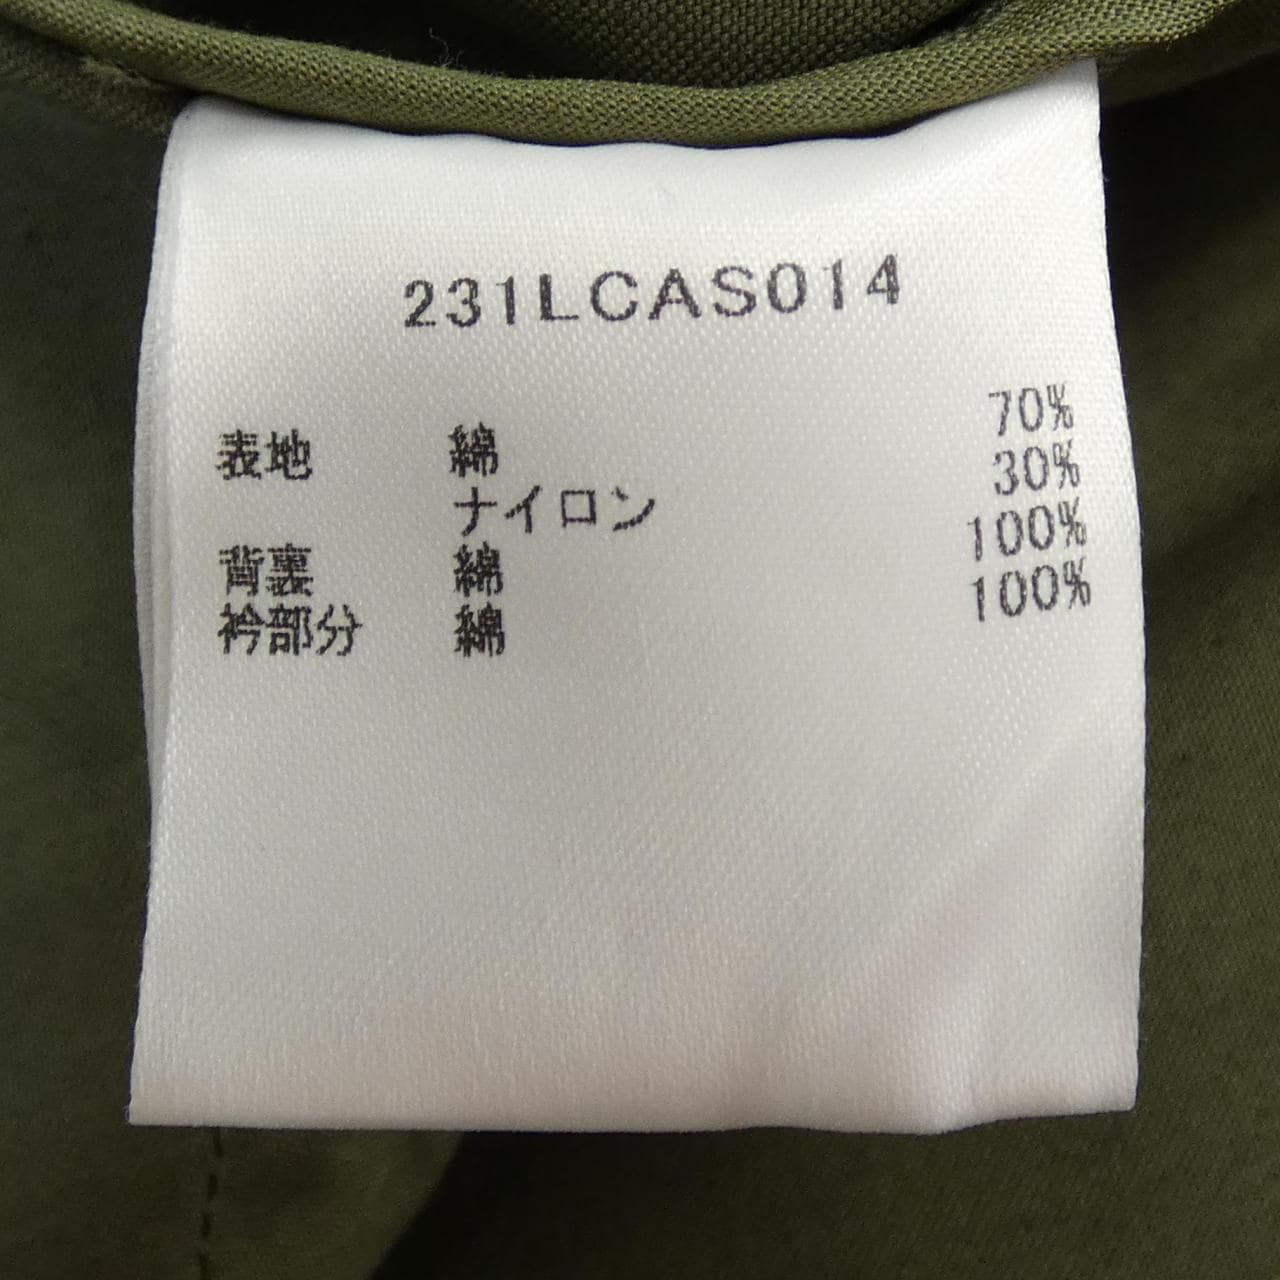 231LCAS014
表地 綿 70%
ナイロン 30%
背裏 綿 100%
衿部分 綿 100%